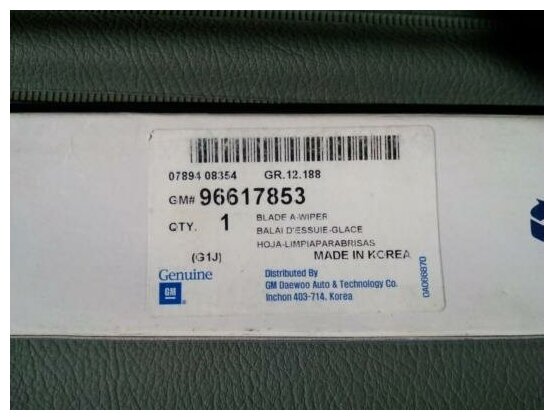 07894 08354 GR.12.188
GM# 96617853
QTY. 1 BLADE A-WIPER
BALAI D'ESSUIE-GLACE
HOJA-LIMPIAPARABRISAS
(G1J) MADE IN KOREA
Genuine
GM
Distributed By
GM Daewoo Auto & Technology Co.
Inchon 403-714, Korea
0A068870